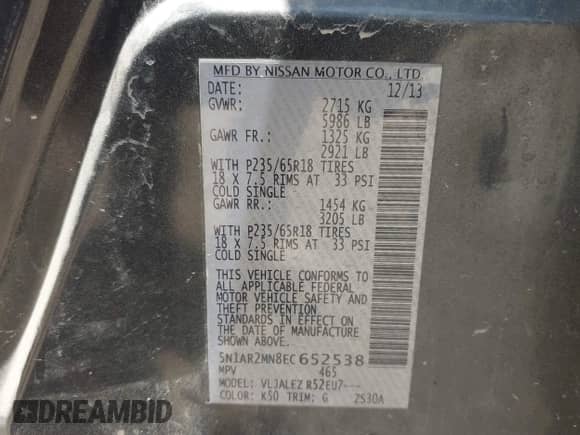 MFD BY NISSAN MOTOR CO., LTD.
DATE: 12/13
GVWR: 2715 KG
5986 LB
GAWR FR.: 1325 KG
2921 LB
WITH P235/65R18 TIRES
18 X 7.5 RIMS AT 33 PSI
COLD SINGLE
GAWR RR.: 1454 KG
3205 LB
WITH P235/65R18 TIRES
18 X 7.5 RIMS AT 33 PSI
COLD SINGLE
THIS VEHICLE CONFORMS TO
ALL APPLICABLE FEDERAL
MOTOR VEHICLE SAFETY AND
THEFT PREVENTION
STANDARDS IN EFFECT ON
THE DATE OF MANUFACTURE
SHOWN ABOVE.
5N1AR2MN8EC652538
MPV 465
MODEL: VLJALEZ R52EU7---
COLOR: K50 TRIM: G 2S30A
DREAMBID